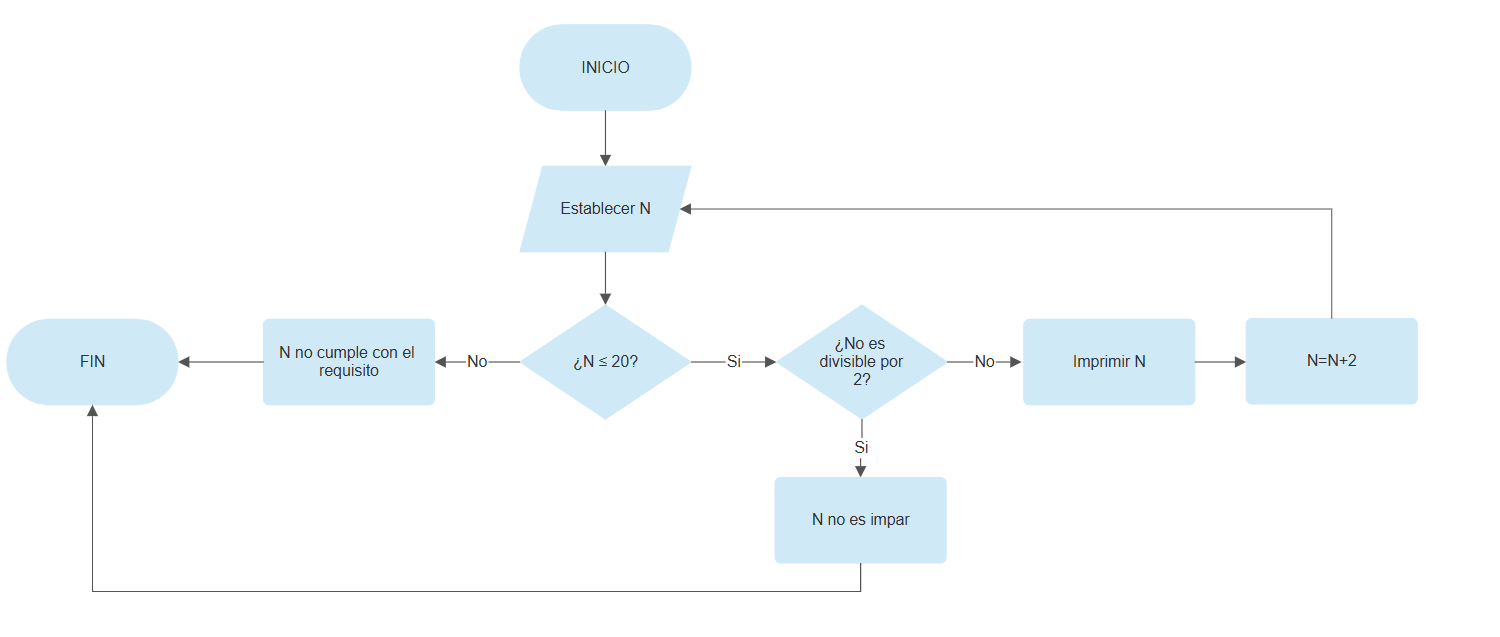 INICIO
Establecer N
¿N ≤ 20?
No
N no cumple con el
requisito
FIN
Si
¿No es
divisible por
2?
No
Imprimir N
N=N+2
Si
N no es impar